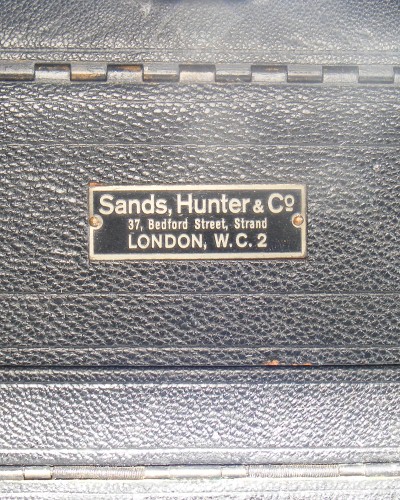 Sands, Hunter & Co
37, Bedford Street, Strand
LONDON, W.C. 2